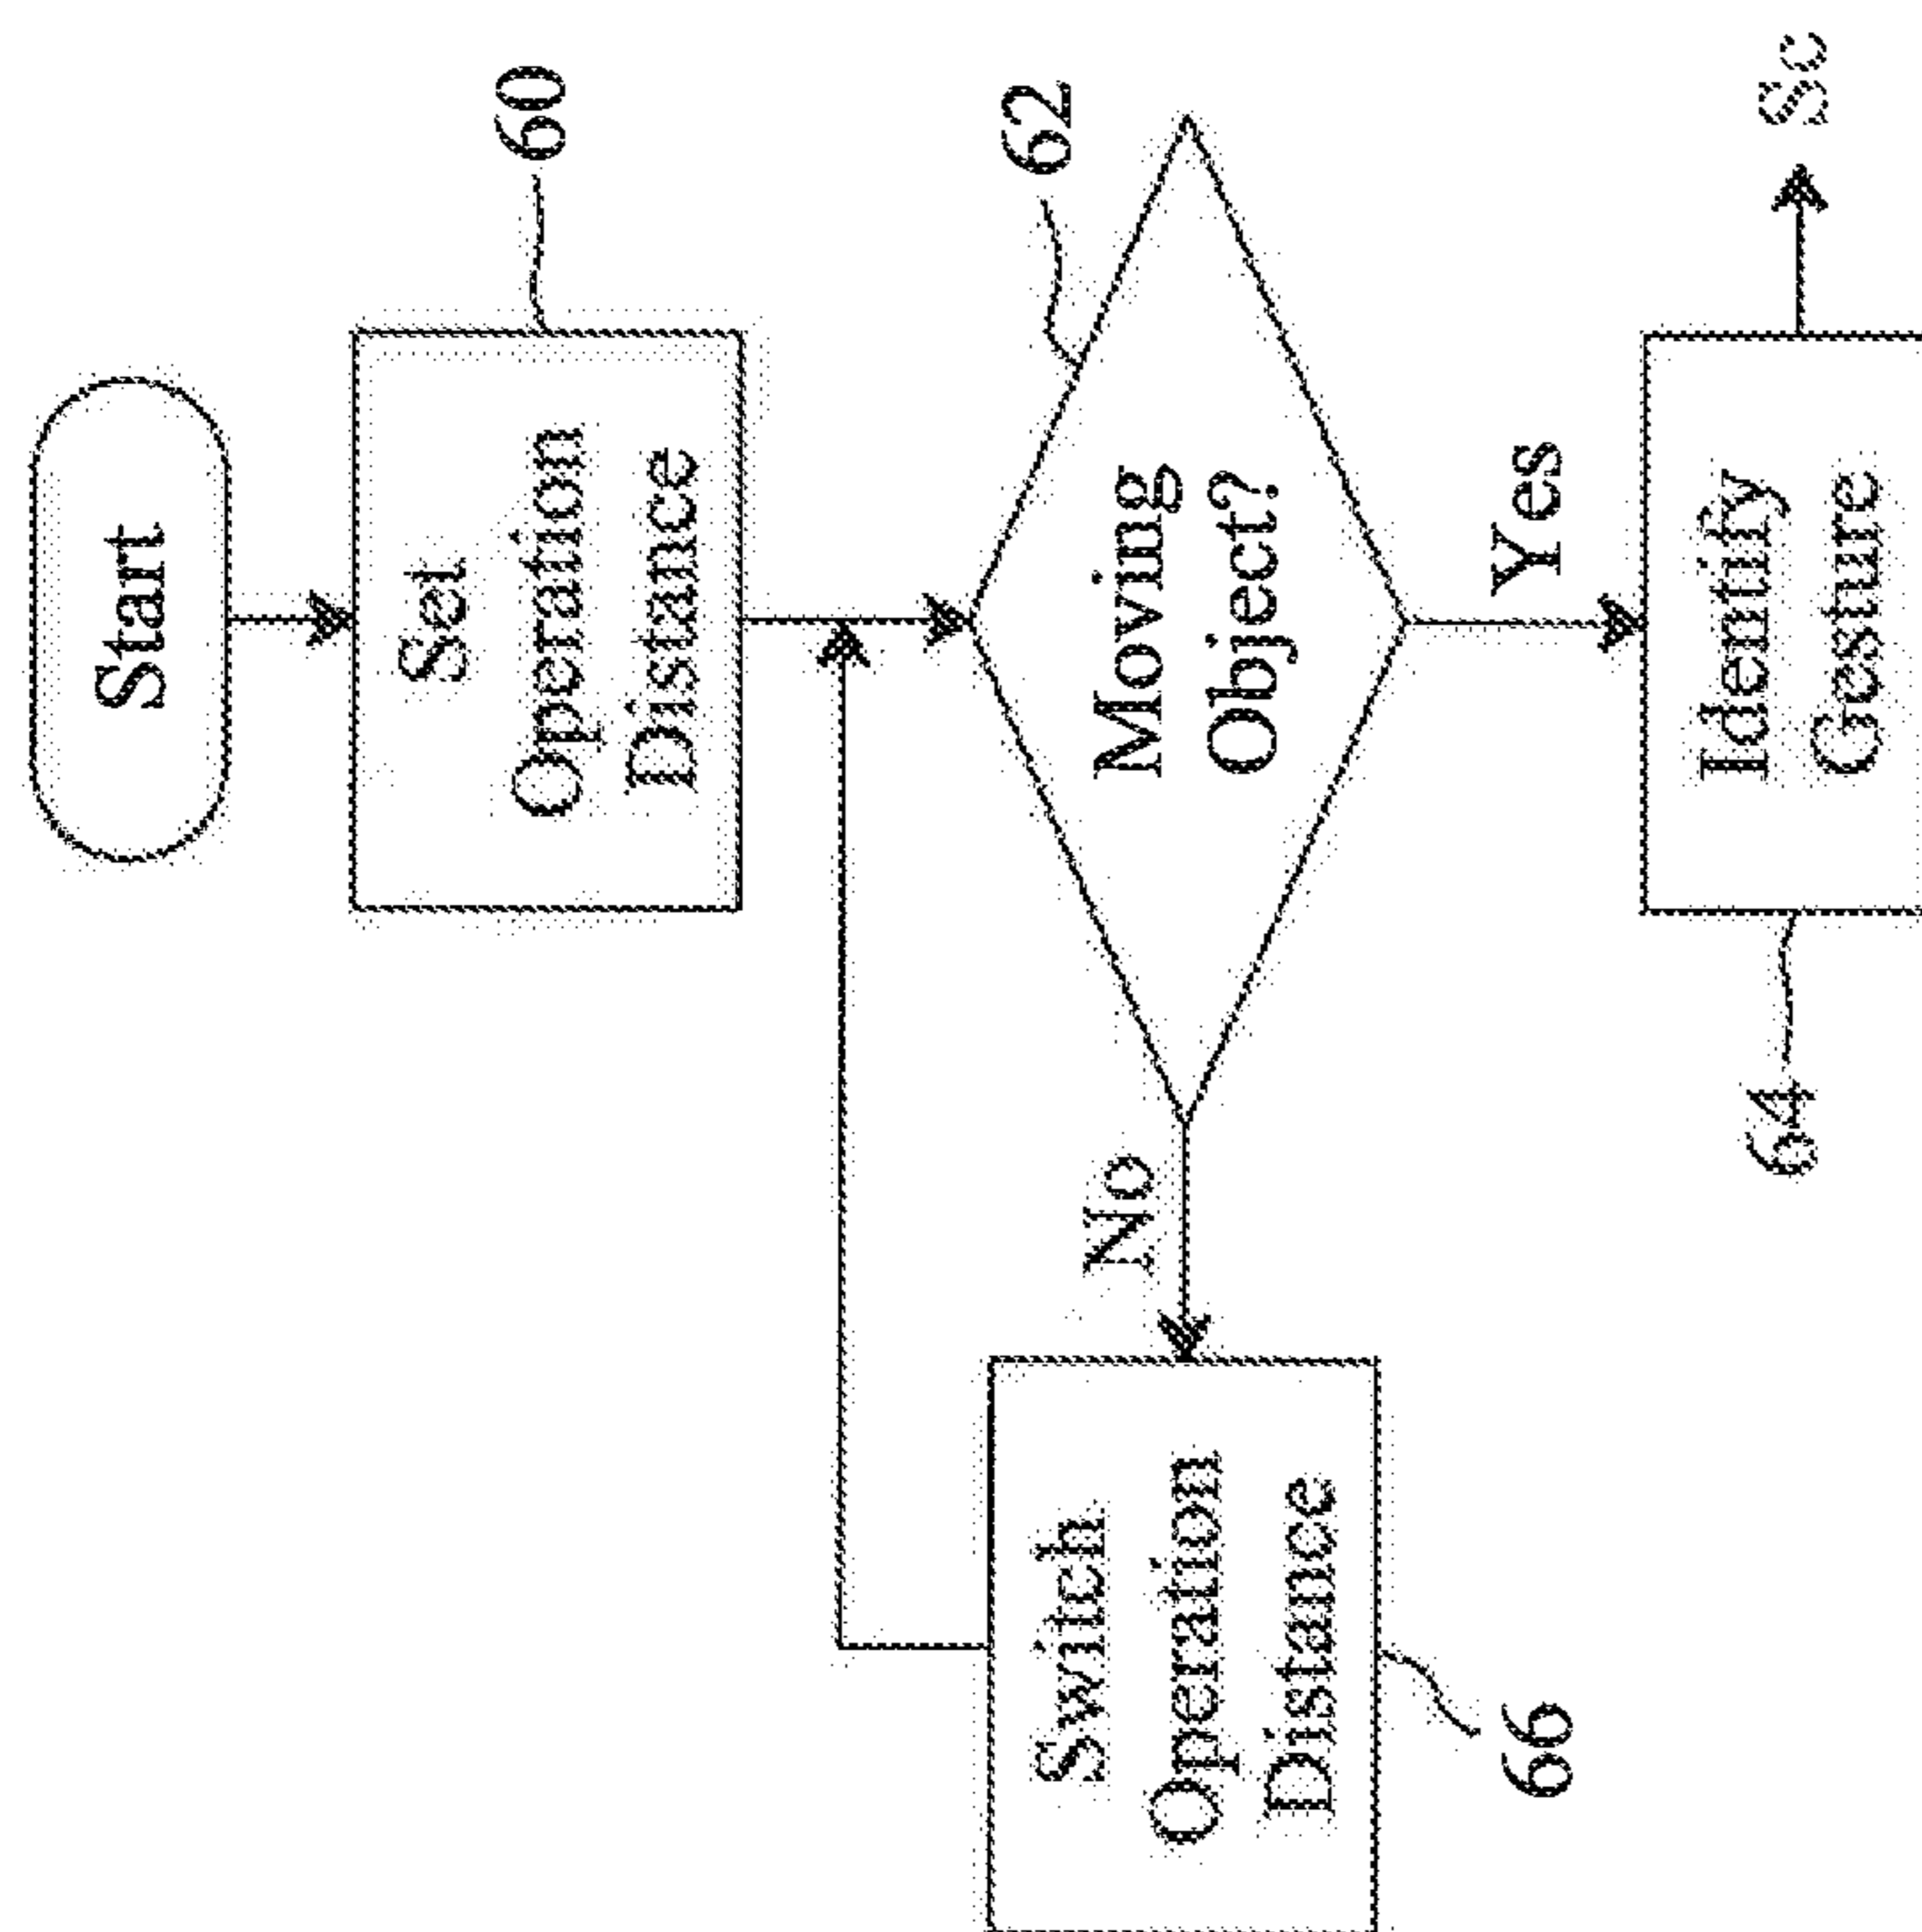 Start
Set
Operation
Distance
60
Moving
Object?
62
No
Switch
Operation
Distance
66
Yes
Identify
Gesture
64
Sc